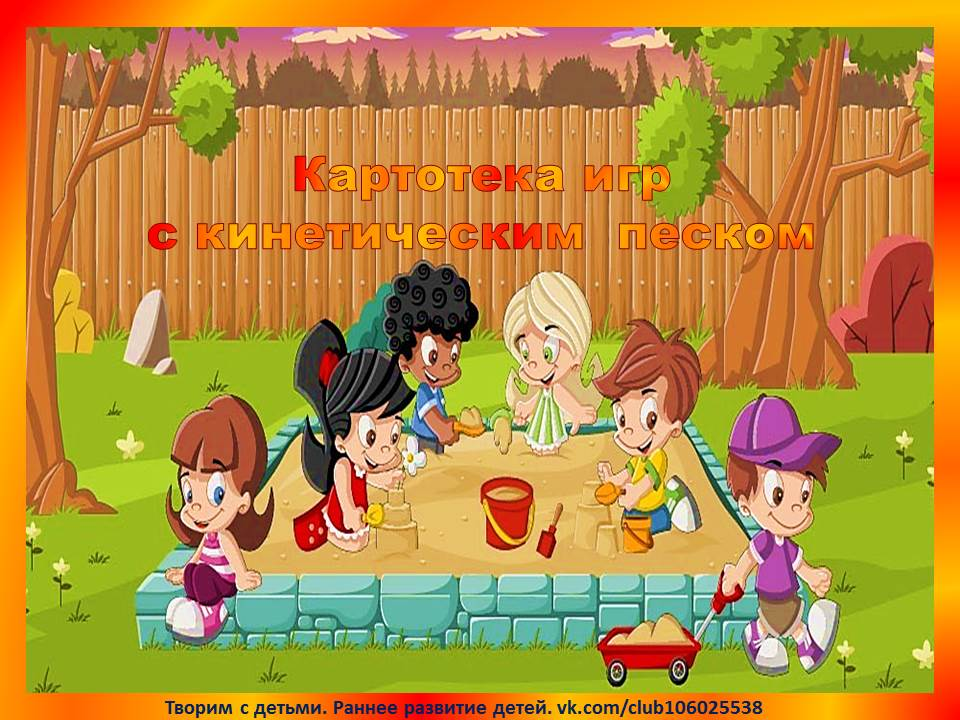 Картотека игр
с кинетическим песком
Творим с детьми. Раннее развитие детей. vk.com/club106025538